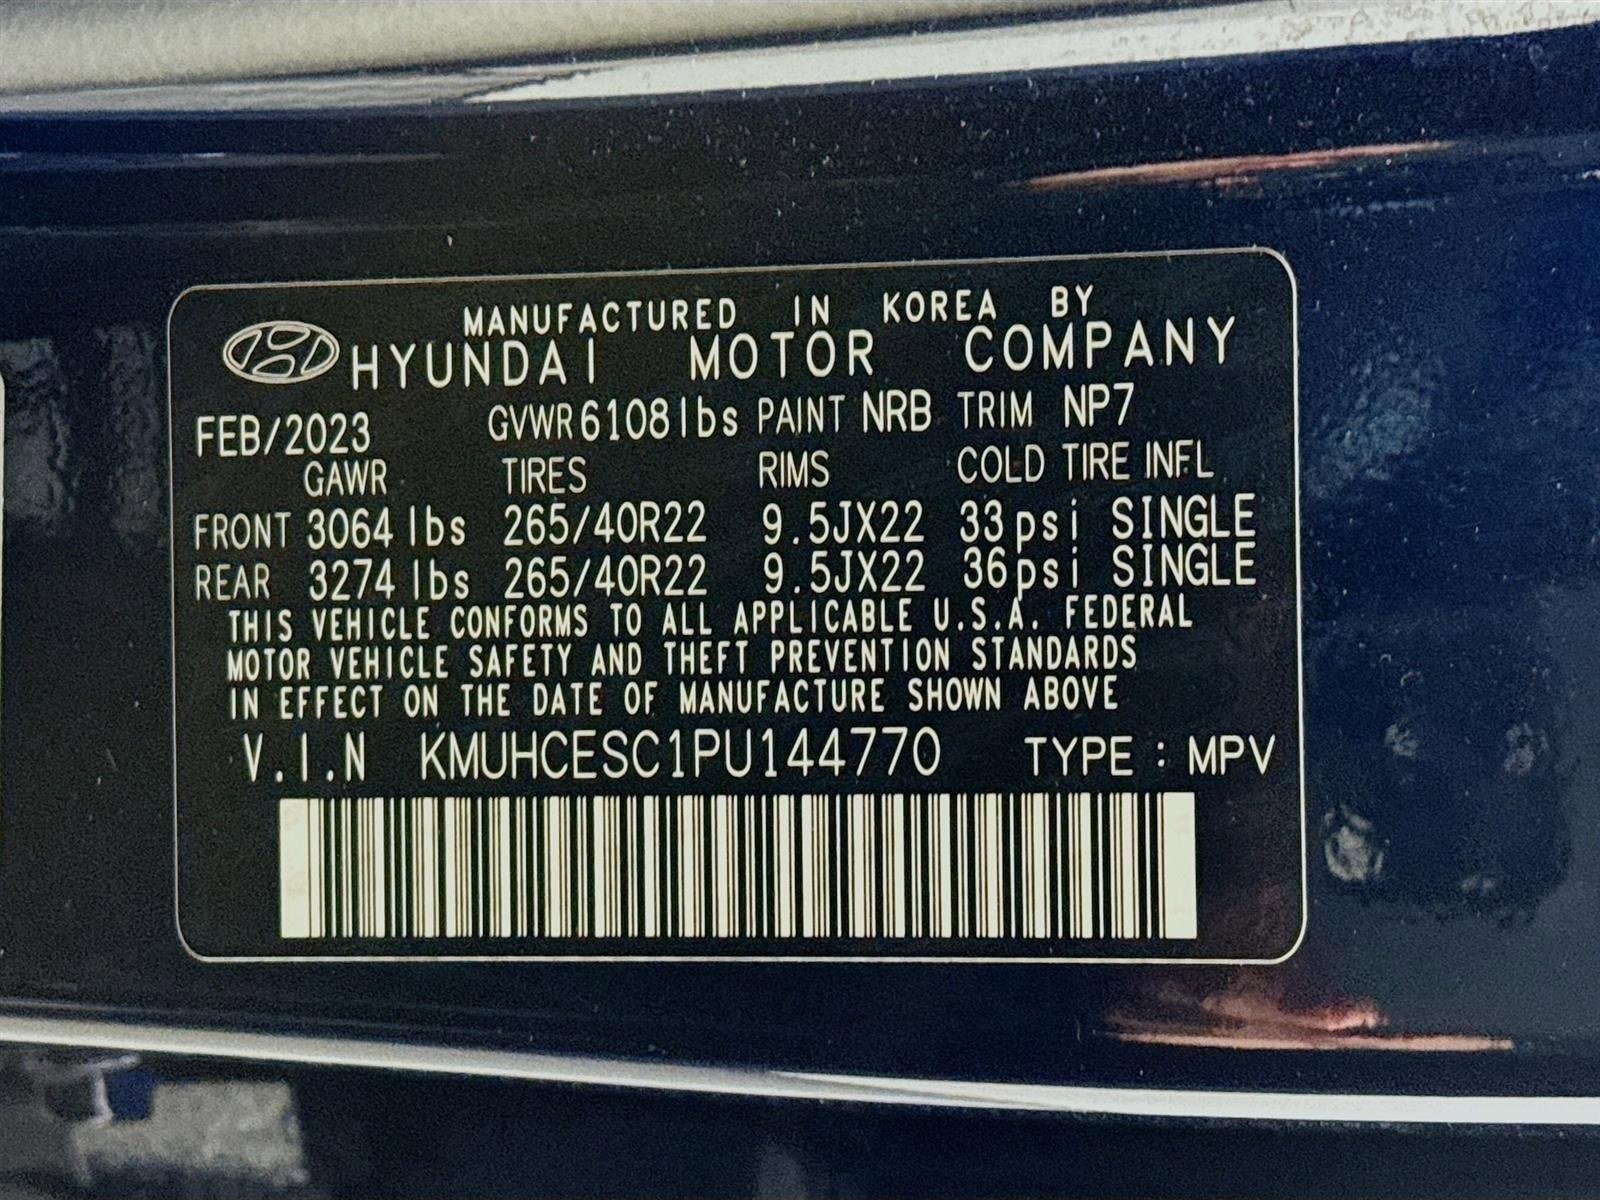 MANUFACTURED IN KOREA BY
HYUNDAI MOTOR COMPANY
FEB/2023 GVWR 6108lbs PAINT NRB TRIM NP7
GAWR TIRES RIMS COLD TIRE INFL
FRONT 3064 lbs 265/40R22 9.5JX22 33psi SINGLE
REAR 3274 lbs 265/40R22 9.5JX22 36psi SINGLE
THIS VEHICLE CONFORMS TO ALL APPLICABLE U.S.A. FEDERAL
MOTOR VEHICLE SAFETY AND THEFT PREVENTION STANDARDS
IN EFFECT ON THE DATE OF MANUFACTURE SHOWN ABOVE
V.I.N KMUHCESC1PU144770 TYPE : MPV